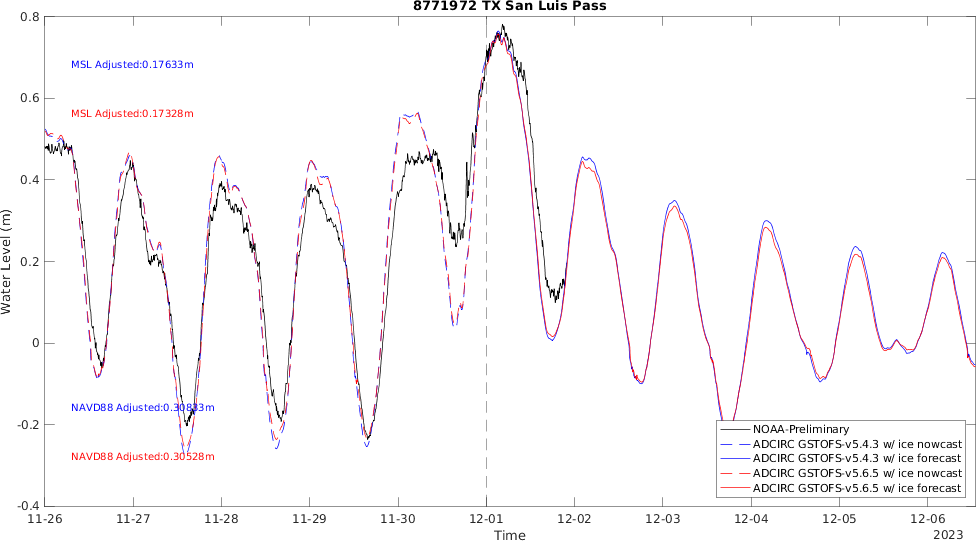 8771972 TX San Luis Pass
0.8
0.6
0.4
0.2
0
-0.2
-0.4
Water Level (m)
MSL Adjusted:0.17633m
MSL Adjusted:0.17328m
NAVD88 Adjusted:0.30833m
NAVD88 Adjusted:0.30528m
NOAA-Preliminary
ADCIRC GSTOFS-v5.4.3 w/ ice nowcast
ADCIRC GSTOFS-v5.4.3 w/ ice forecast
ADCIRC GSTOFS-v5.6.5 w/ ice nowcast
ADCIRC GSTOFS-v5.6.5 w/ ice forecast
11-26 11-27 11-28 11-29 11-30 12-01 12-02 12-03 12-04 12-05 12-06
Time
2023